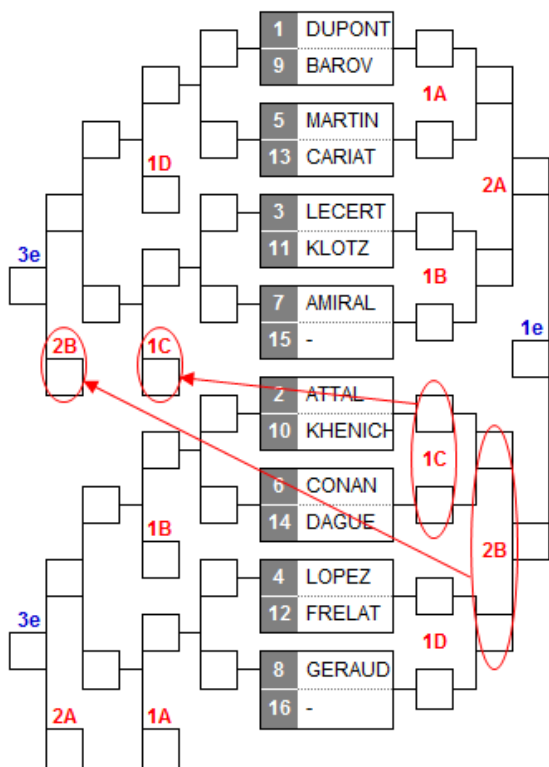 1 DUPONT
9 BAROV
1A
5 MARTIN
13 CARIAT
1D
2A
3 LECERT
11 KLOTZ
3e
1B
7 AMIRAL
15 -
1e
2B
1C
2 ATTAL
10 KHENICH
1C
6 CONAN
14 DAGUE
1B
2B
4 LOPEZ
12 FRELAT
3e
1D
8 GERAUD
16 -
2A
1A